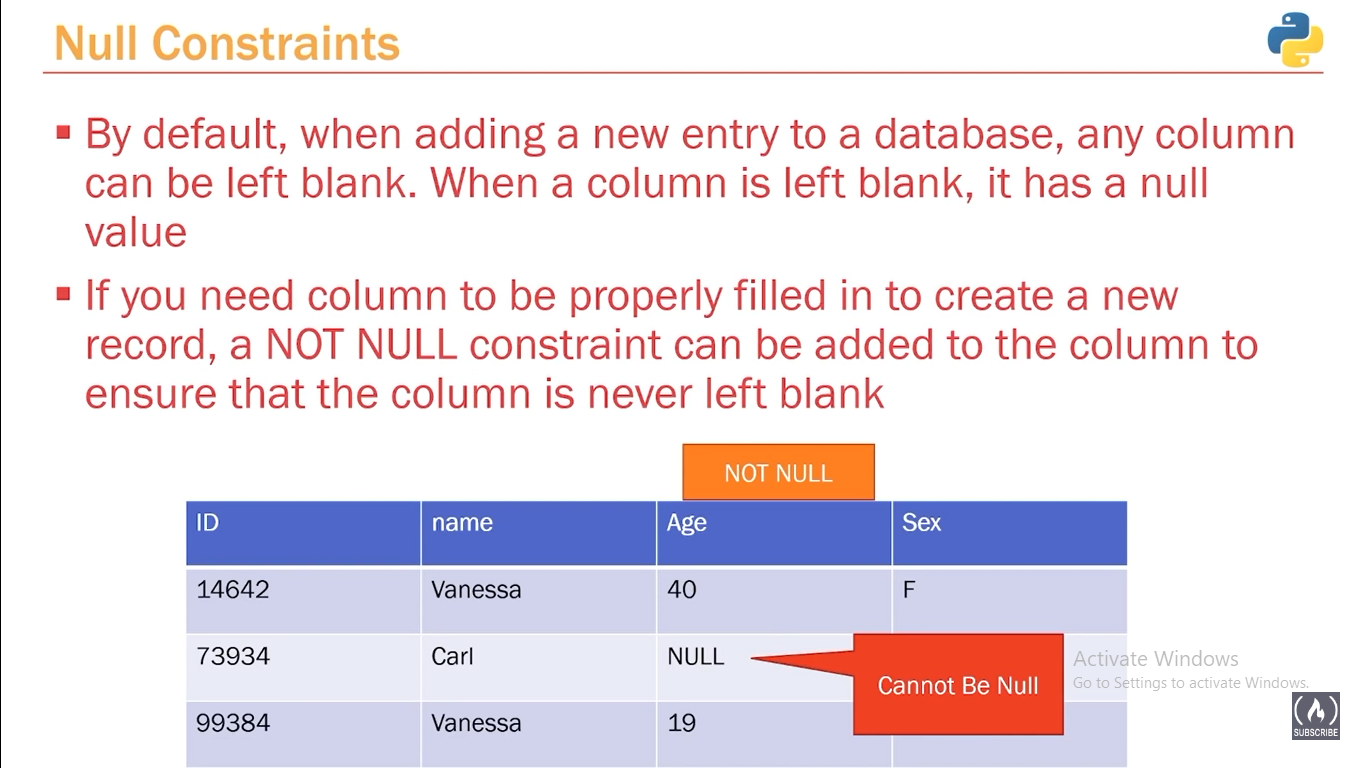 Null Constraints
▪ By default, when adding a new entry to a database, any column
can be left blank. When a column is left blank, it has a null
value
▪ If you need column to be properly filled in to create a new
record, a NOT NULL constraint can be added to the column to
ensure that the column is never left blank
NOT NULL
ID name Age Sex
14642 Vanessa 40 F
73934 Carl NULL
Cannot Be Null
99384 Vanessa 19
Activate Windows
Go to Settings to activate Windows.
SUBSCRIBE